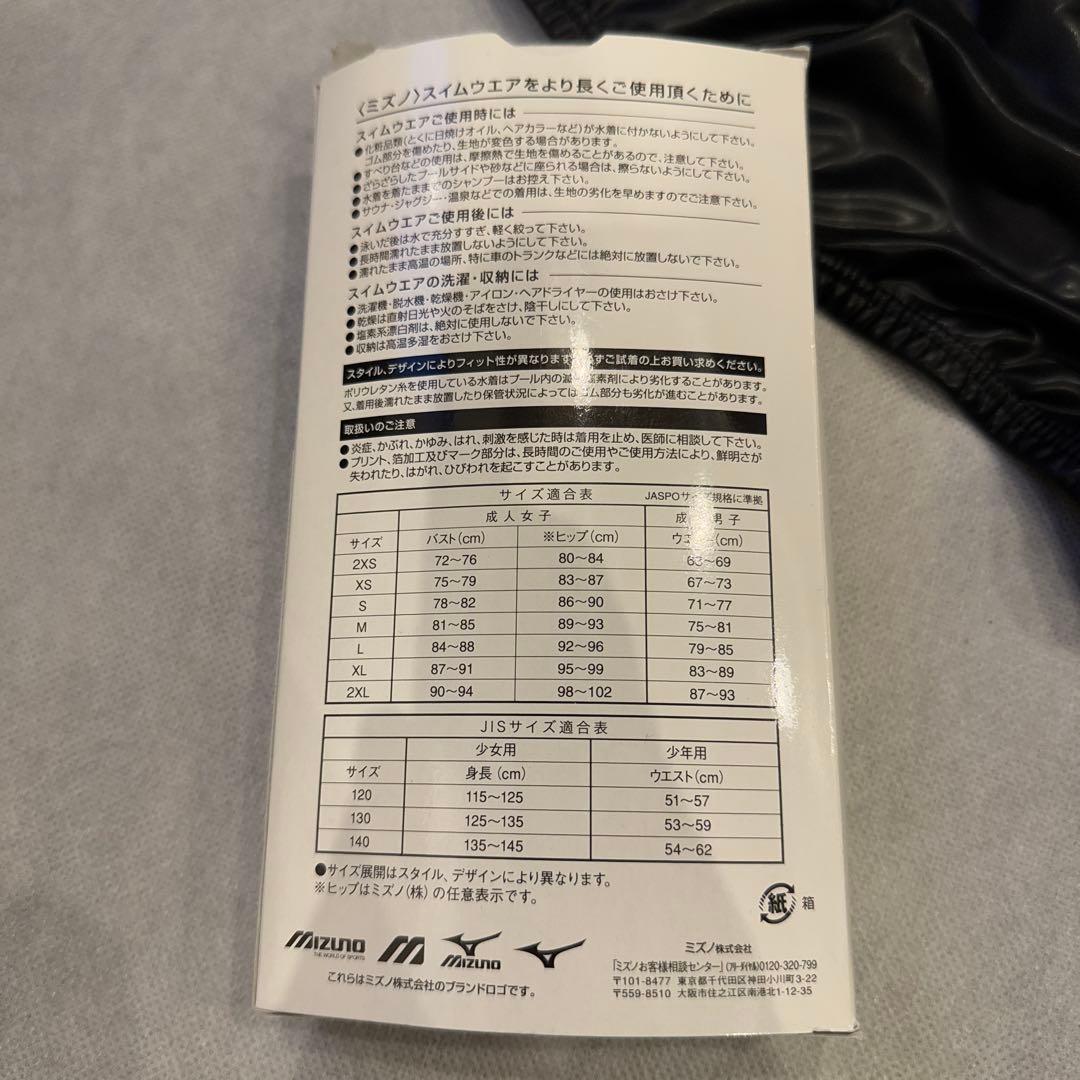 〈ミズノ〉スイムウエアをより長くご使用頂くために
スイムウエアご使用時には
●化粧品類(とくに日焼けオイル、ヘアカラーなど)が水着に付かないようにして下さい。
ゴム部分を傷めたり、生地が変色する場合があります。
●すべり台などの使用は、摩擦熱で生地を傷めることがあるので、注意して下さい。
●ざらざらしたプールサイドや砂などに座られる場合は、擦らないようにして下さい。
●水着を着たままでのシャンプーはお控え下さい。
●サウナ・ジャグジー・温泉などでの着用は、生地の劣化を早めますのでご注意下さい。
スイムウエアご使用後には
●泳いだ後は水で充分すすぎ、軽く絞って下さい。
●長時間濡れたまま放置しないようにして下さい。
●濡れたまま高温の場所、特に車のトランクなどには絶対に放置しないで下さい。
スイムウエアの洗濯・収納には
●洗濯機・脱水機・乾燥機・アイロン・ヘアドライヤーの使用はおさけ下さい。
●乾燥は直射日光や火のそばをさけ、陰干しにして下さい。
●塩素系漂白剤は、絶対に使用しないで下さい。
●収納は高温多湿をおさけ下さい。
スタイル、デザインによりフィット性が異なります ずご試着の上お買い求めください。
ポリウレタン糸を使用している水着はプール内の 素剤により劣化することがあります。
又、着用後濡れたまま放置したり保管状況によってはゴム部分も劣化が進むことがあります。
取扱いのご注意
●炎症、かぶれ、かゆみ、はれ、刺激を感じた時は着用を止め、医師に相談して下さい。
●プリント、箔加工及びマーク部分は、長時間のご使用やご使用方法により、鮮明さが
失われたり、はがれ、ひびわれを起こすことがあります。
サイズ適合表 JASPOサイズ規格に準拠
成人女子 成 男子
サイズ バスト(cm) ※ヒップ(cm) ウエ (cm)
2XS 72〜76 80〜84 63〜69
XS 75〜79 83〜87 67〜73
S 78〜82 86〜90 71〜77
M 81〜85 89〜93 75〜81
L 84〜88 92〜96 79〜85
XL 87〜91 95〜99 83〜89
2XL 90〜94 98〜102 87〜93
JISサイズ適合表
少女用 少年用
サイズ 身長(cm) ウエスト(cm)
120 115〜125 51〜57
130 125〜135 53〜59
140 135〜145 54〜62
●サイズ展開はスタイル、デザインにより異なります。
※ヒップはミズノ(株)の任意表示です。
紙 箱
MIZUNO
THE WORLD OF SPORTS
MIZUNO
これらはミズノ株式会社のブランドロゴです。
ミズノ株式会社
「ミズノお客様相談センター」(フリーダイヤル)0120-320-799
〒101-8477 東京都千代田区神田小川町3-22
〒559-8510 大阪市住之江区南港北1-12-35